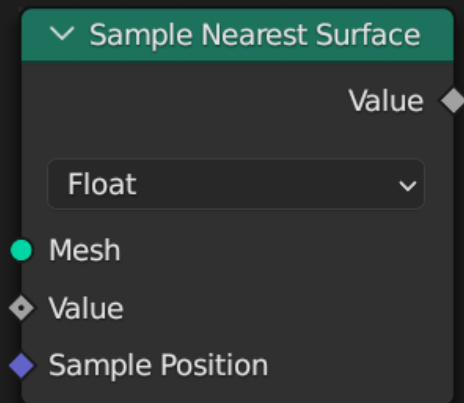 Sample Nearest Surface
Value
Float
Mesh
Value
Sample Position